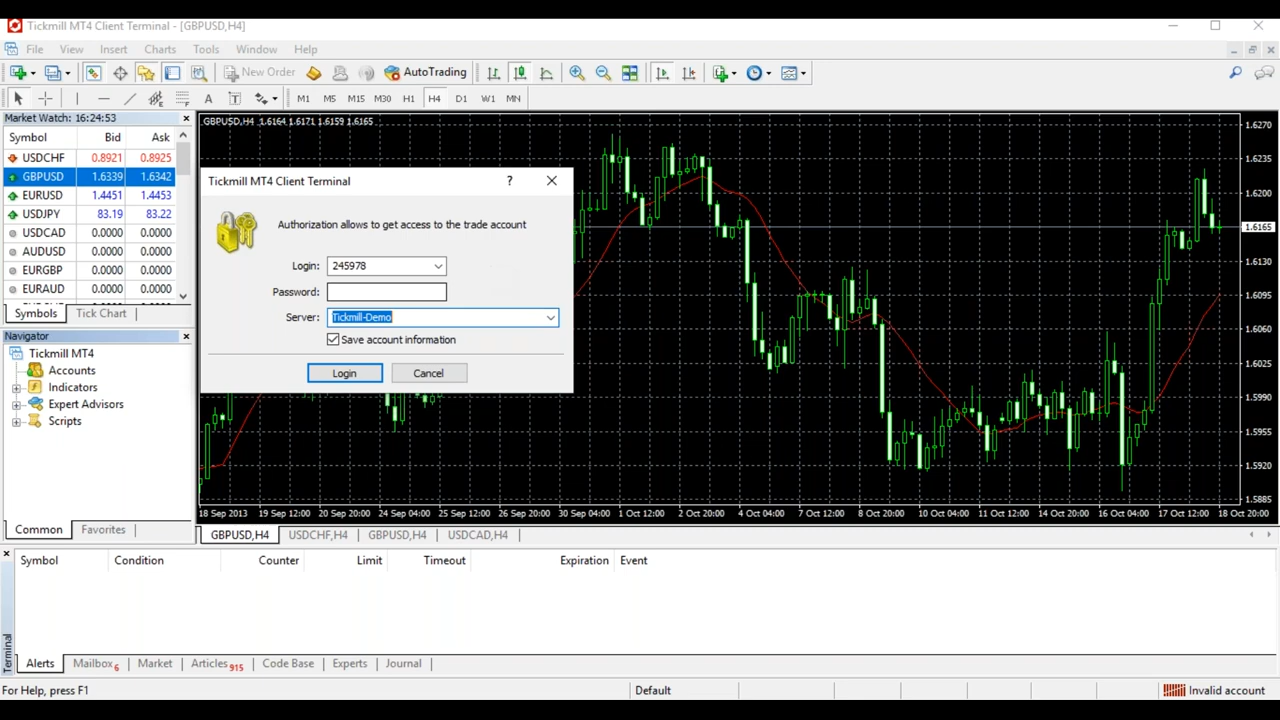 Tickmill MT4 Client Terminal - [GBPUSD,H4]
File View Insert Charts Tools Window Help
New Order AutoTrading
A T M1 M5 M15 M30 H1 H4 D1 W1 MN
Market Watch: 16:24:53
Symbol Bid Ask
USDCHF 0.8921 0.8925
GBPUSD 1.6339 1.6342
EURUSD 1.4451 1.4453
USDJPY 83.19 83.22
USDCAD 0.0000 0.0000
AUDUSD 0.0000 0.0000
EURGBP 0.0000 0.0000
EURAUD 0.0000 0.0000
Symbols Tick Chart
Navigator
Tickmill MT4
Accounts
Indicators
Expert Advisors
Scripts
Common Favorites
GBPUSD,H4 1.6164 1.6171 1.6159 1.6165
Tickmill MT4 Client Terminal ?
Authorization allows to get access to the trade account
Login: 245978
Password:
Server: Tickmill-Demo
Save account information
Login Cancel
1.6270
1.6235
1.6200
1.6165
1.6130
1.6095
1.6060
1.6025
1.5990
1.5955
1.5920
1.5885
18 Sep 2013 19 Sep 12:00 20 Sep 20:00 24 Sep 04:00 25 Sep 12:00 26 Sep 20:00 30 Sep 04:00 1 Oct 12:00 2 Oct 20:00 4 Oct 04:00 7 Oct 12:00 8 Oct 20:00 10 Oct 04:00 11 Oct 12:00 14 Oct 20:00 16 Oct 04:00 17 Oct 12:00 18 Oct 20:00
GBPUSD,H4 USDCHF,H4 GBPUSD,H4 USDCAD,H4
Symbol Condition Counter Limit Timeout Expiration Event
Terminal
Alerts Mailbox 6 Market Articles 915 Code Base Experts Journal
For Help, press F1 Default Invalid account